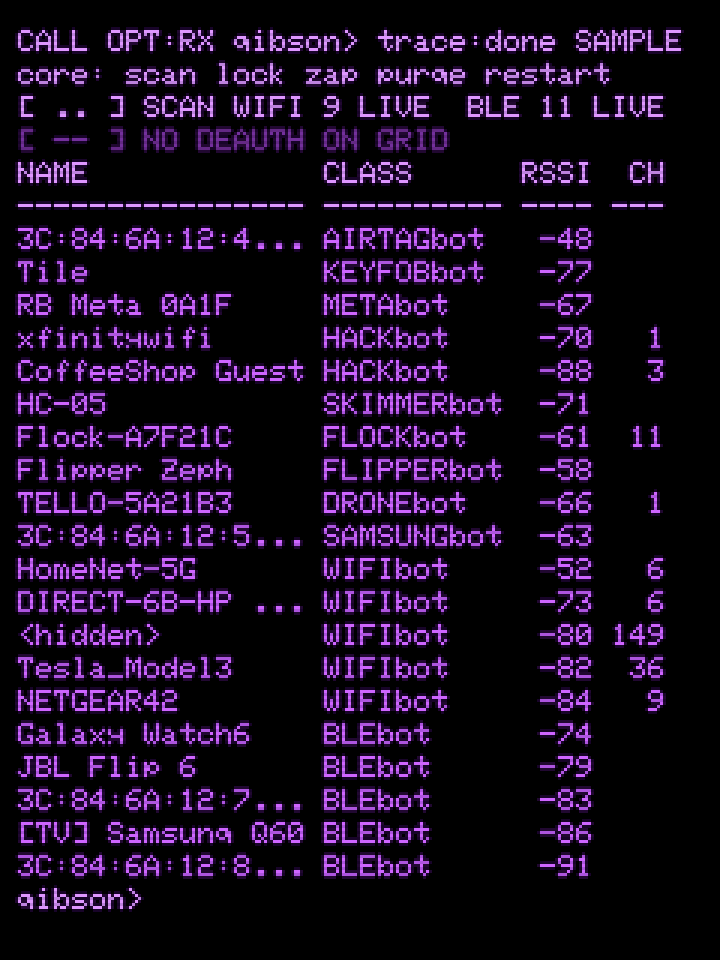 CALL OPT:RX gibson> trace:done SAMPLE
core: scan lock zap purge restart
[ .. ] SCAN WIFI 9 LIVE  BLE 11 LIVE
[ -- ] NO DEAUTH ON GRID
NAME             CLASS      RSSI  CH
---------------- ---------- ---- ---
3C:84:6A:12:4... AIRTAGbot   -48
Tile             KEYFOBbot   -77
RB Meta 0A1F     METAbot     -67
xfinitywifi      HACKbot     -70   1
CoffeeShop Guest HACKbot     -88   3
HC-05            SKIMMERbot  -71
Flock-A7F21C     FLOCKbot    -61  11
Flipper Zeph     FLIPPERbot  -58
TELLO-5A21B3     DRONEbot    -66   1
3C:84:6A:12:5... SAMSUNGbot  -63
HomeNet-5G       WIFIbot     -52   6
DIRECT-6B-HP ... WIFIbot     -73   6
<hidden>         WIFIbot     -80 149
Tesla_Model3     WIFIbot     -82  36
NETGEAR42        WIFIbot     -84   9
Galaxy Watch6    BLEbot      -74
JBL Flip 6       BLEbot      -79
3C:84:6A:12:7... BLEbot      -83
[TV] Samsung Q60 BLEbot      -86
3C:84:6A:12:8... BLEbot      -91
gibson>